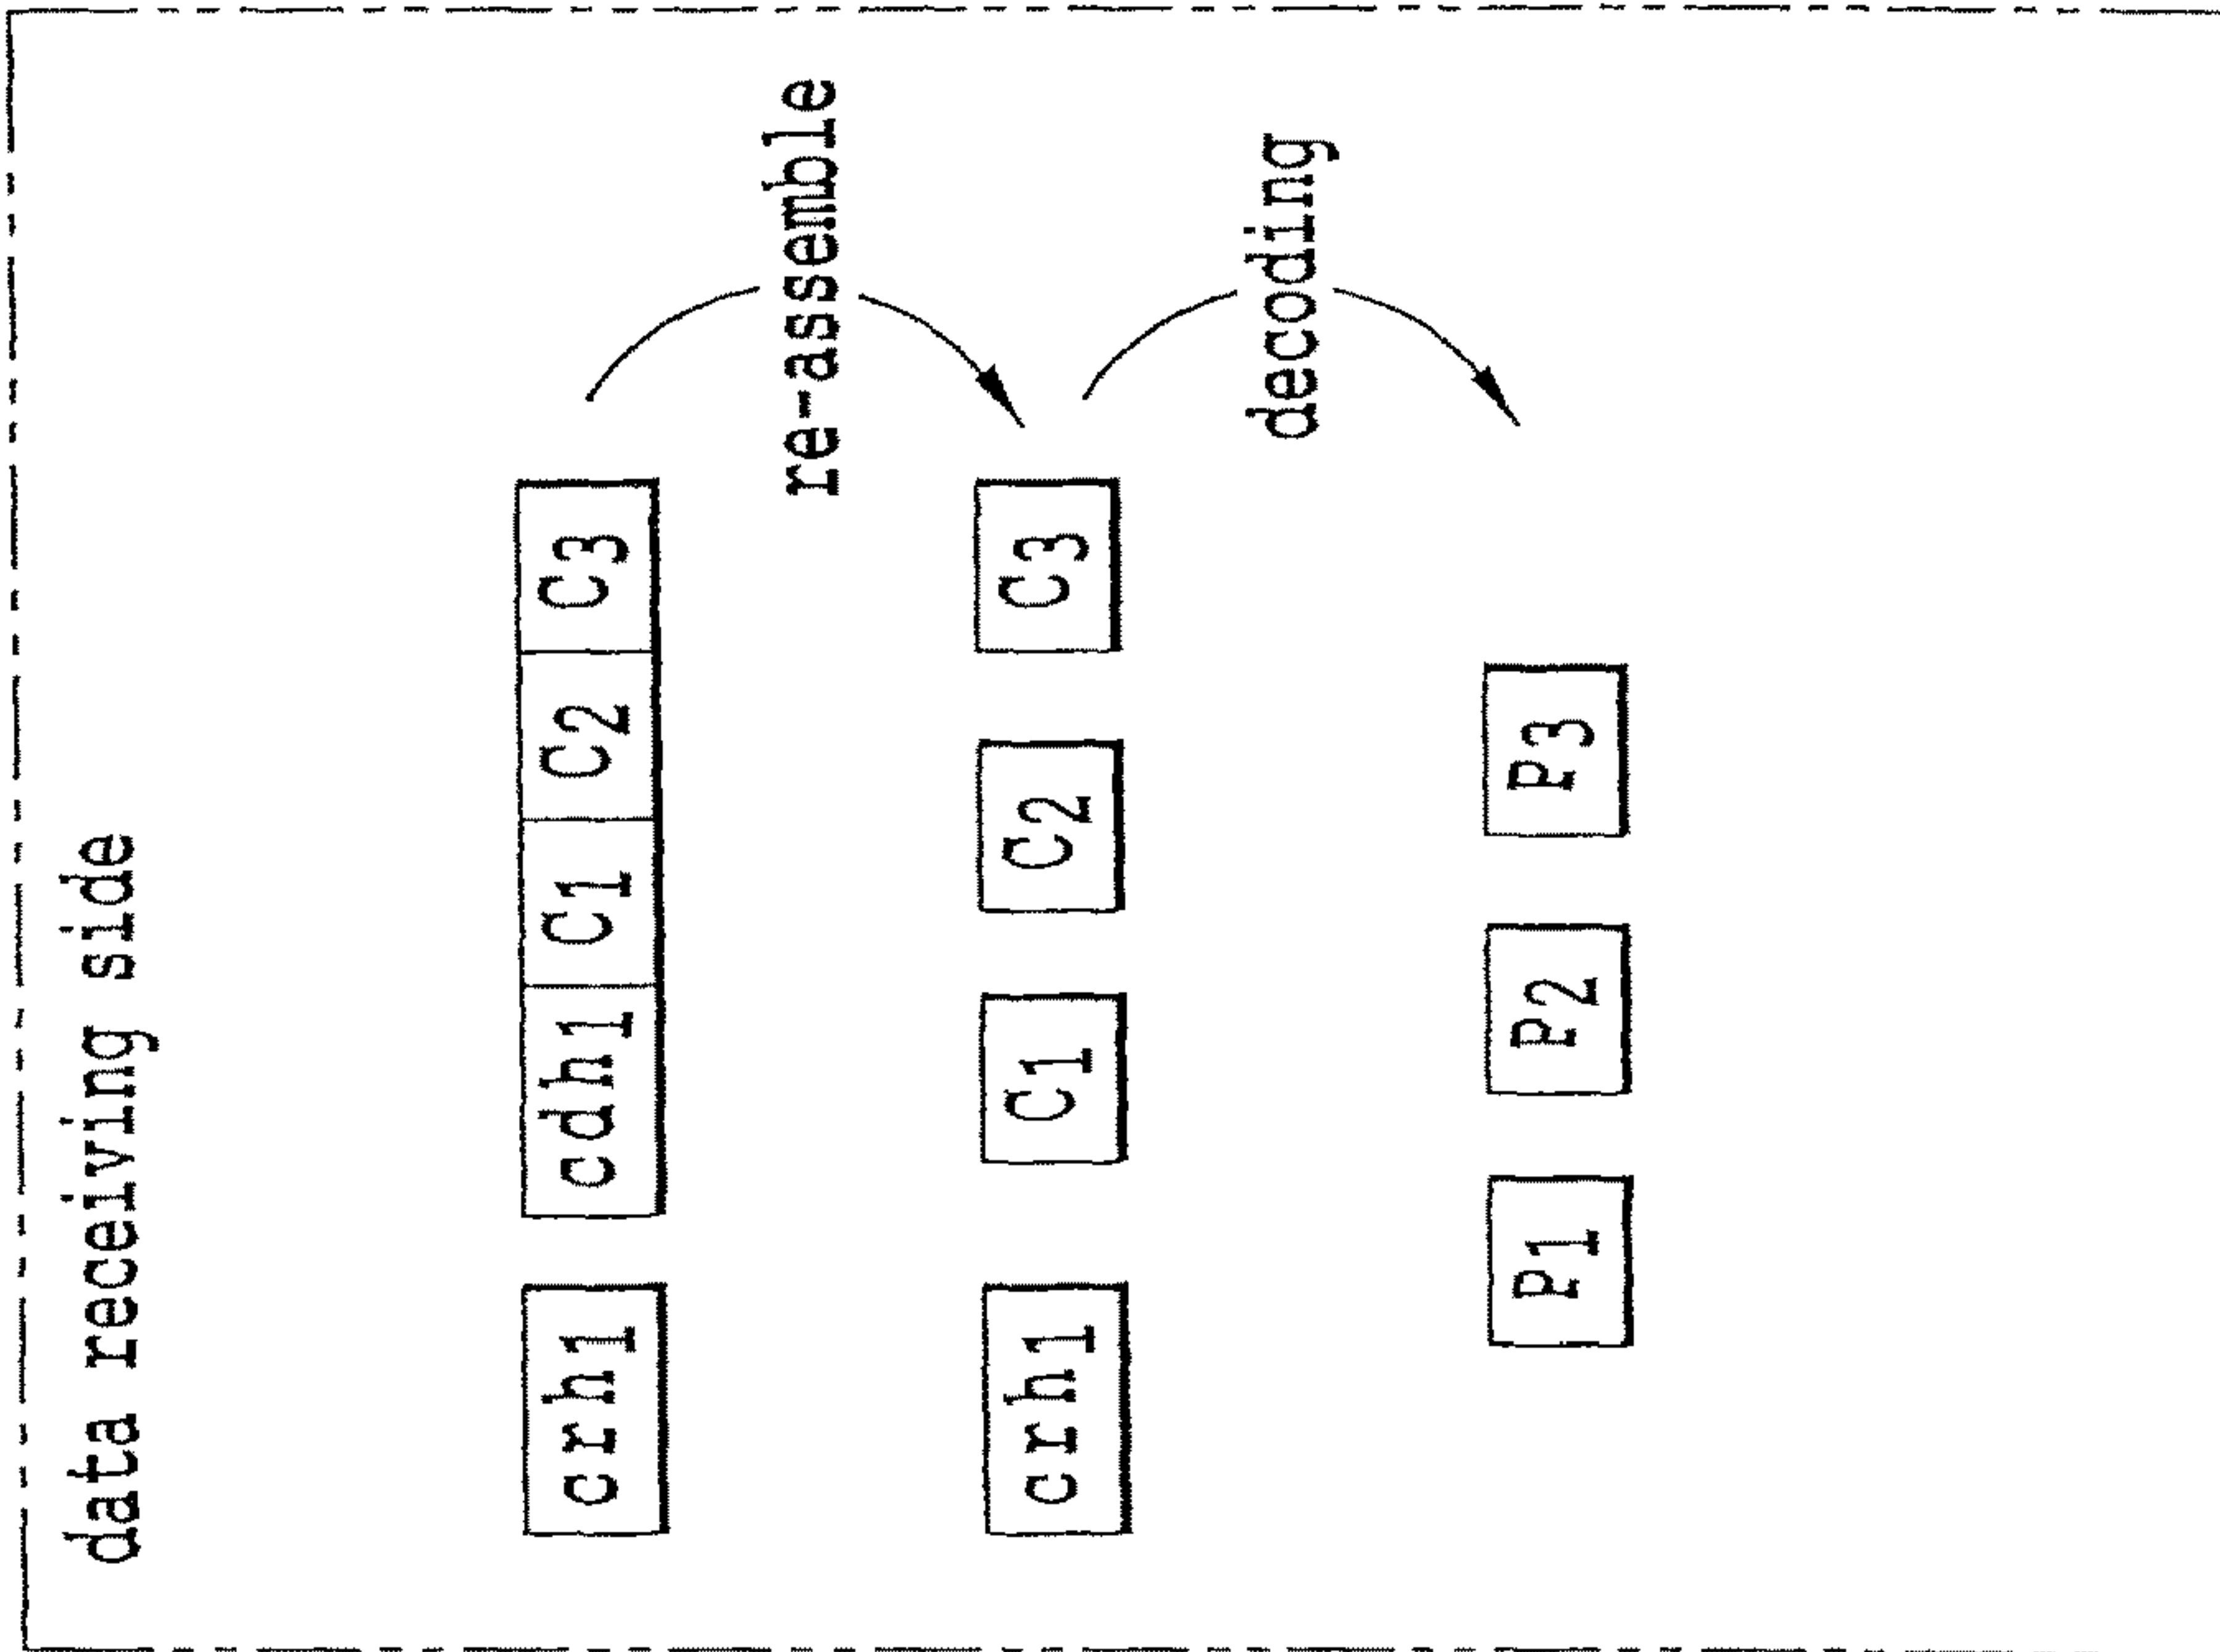 data receiving side
crh1 cdh1 C1 C2 C3
re-assemble
crh1 C1 C2 C3
decoding
P1 P2 P3